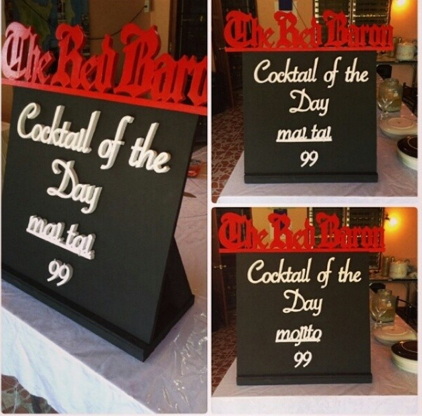 The Red Baron
Cocktail of the
Day
mai tai
99
The Red Baron
Cocktail of the
Day
mai tai
99
The Red Baron
Cocktail of the
Day
mojito
99